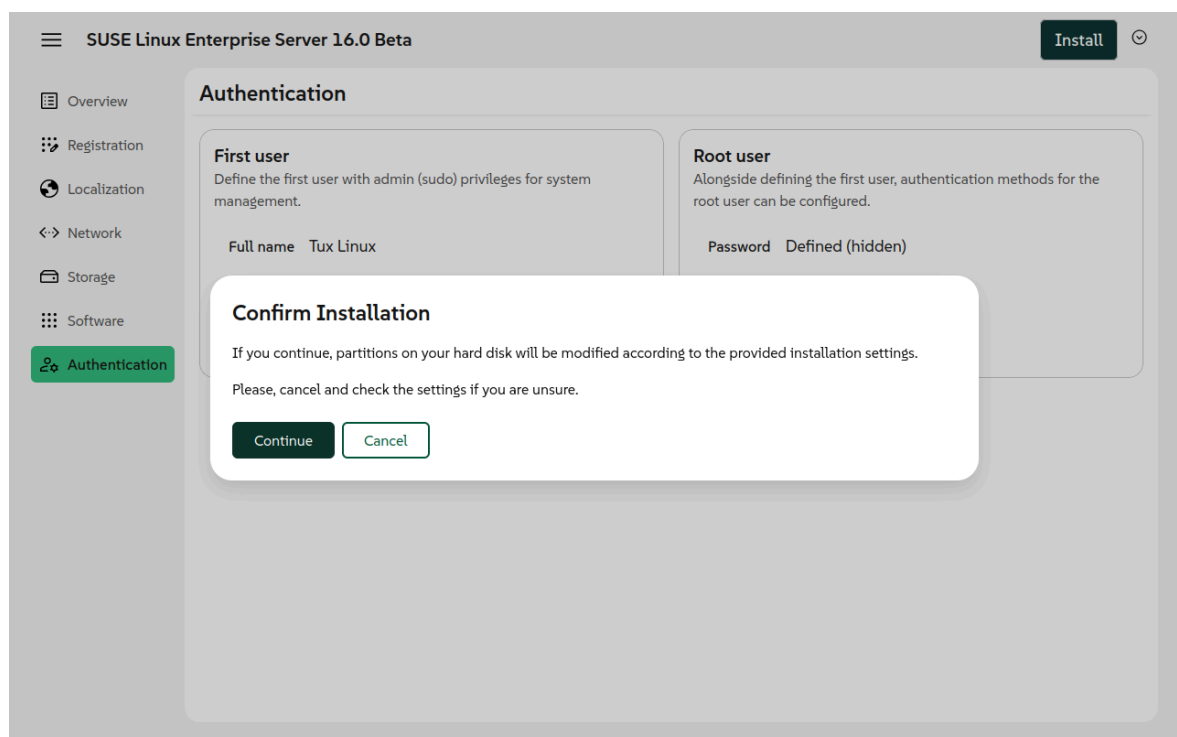 SUSE Linux Enterprise Server 16.0 Beta
Install
Overview
Registration
Localization
Network
Storage
Software
Authentication
Authentication
First user
Define the first user with admin (sudo) privileges for system
management.
Full name Tux Linux
Root user
Alongside defining the first user, authentication methods for the
root user can be configured.
Password Defined (hidden)
Confirm Installation
If you continue, partitions on your hard disk will be modified according to the provided installation settings.
Please, cancel and check the settings if you are unsure.
Continue
Cancel